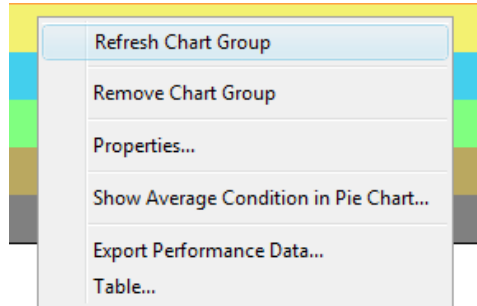 Refresh Chart Group
Remove Chart Group
Properties...
Show Average Condition in Pie Chart...
Export Performance Data...
Table...